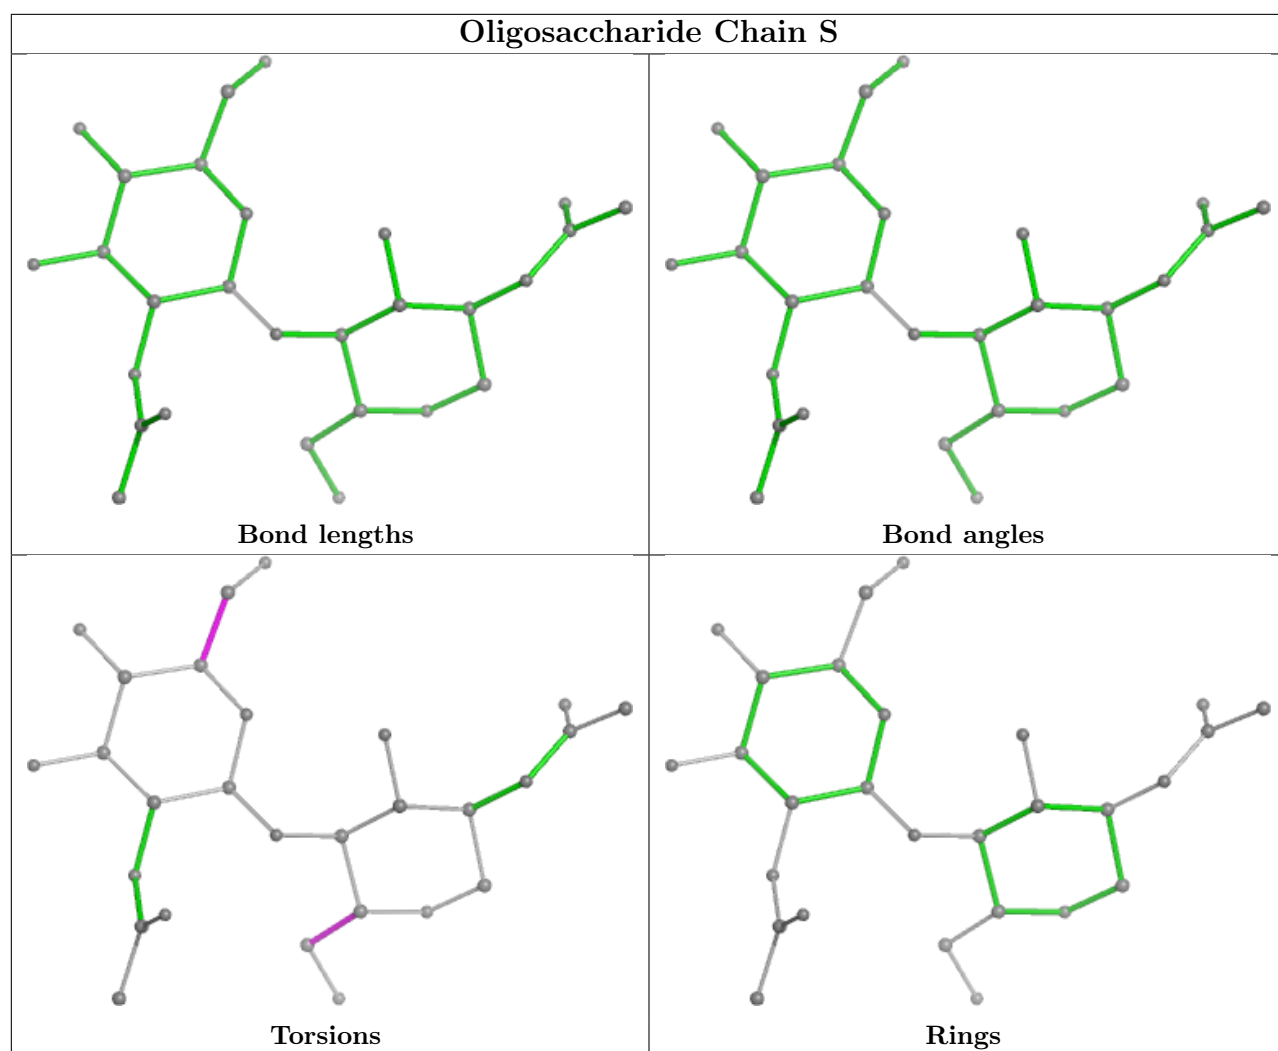 Oligosaccharide Chain S
Bond lengths
Bond angles
Torsions
Rings